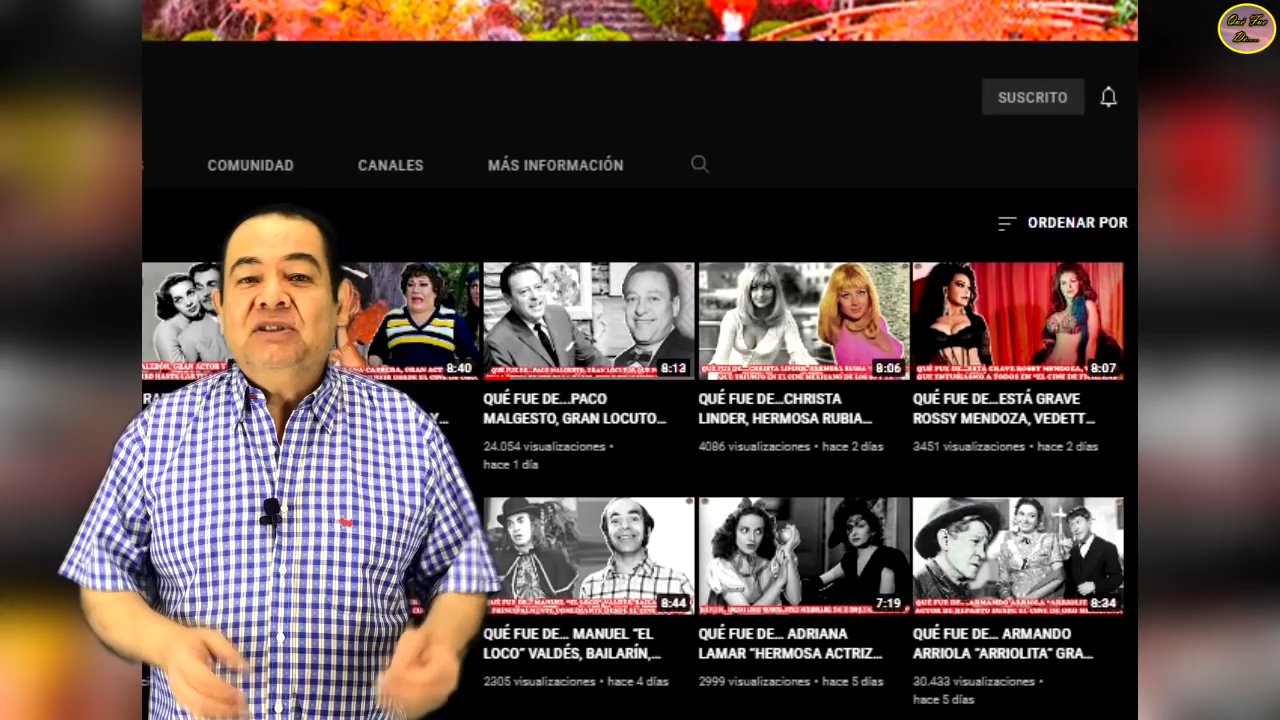 Qué Fue
De....
SUSCRITO
COMUNIDAD
CANALES
MÁS INFORMACIÓN
ORDENAR POR
8:40
8:13
8:06
8:07
QUÉ FUE DE...PACO
MALGESTO, GRAN LOCUTO...
24.054 visualizaciones •
hace 1 día
QUÉ FUE DE...CHRISTA
LINDER, HERMOSA RUBIA...
4086 visualizaciones • hace 2 días
QUÉ FUE DE...ESTÁ GRAVE
ROSSY MENDOZA, VEDETT...
3451 visualizaciones • hace 2 días
8:44
7:19
8:34
QUÉ FUE DE... MANUEL “EL
LOCO” VALDÉS, BAILARÍN,...
2305 visualizaciones • hace 4 días
QUÉ FUE DE... ADRIANA
LAMAR “HERMOSA ACTRIZ...
2999 visualizaciones • hace 5 días
QUÉ FUE DE... ARMANDO
ARRIOLA “ARRIOLITA” GRA...
30.433 visualizaciones •
hace 5 días